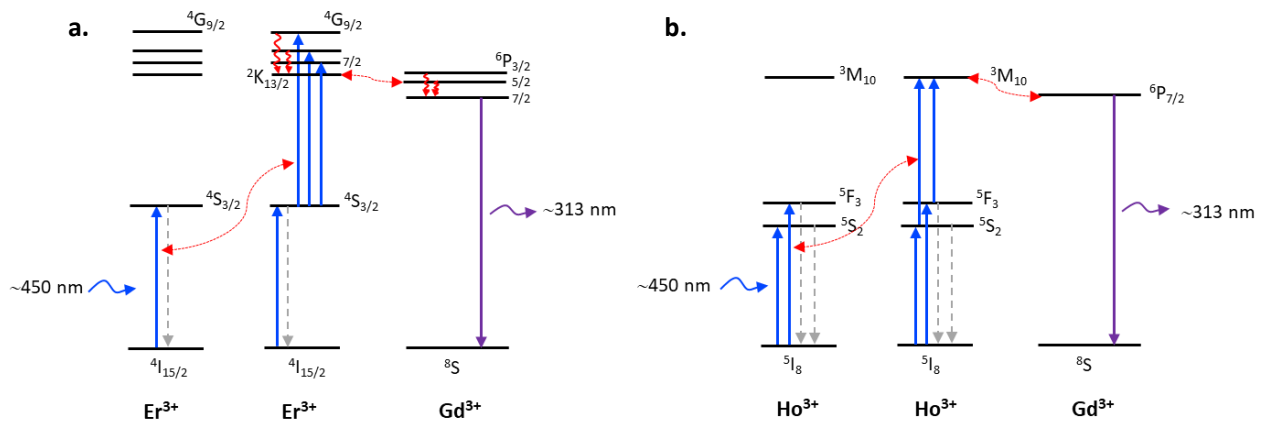 a.
⁴G₉/₂
⁴G₉/₂
7/2
²K₁₃/₂
⁶P₃/₂
5/2
7/2
⁴S₃/₂
⁴S₃/₂
~450 nm
~313 nm
⁴I₁₅/₂
⁴I₁₅/₂
⁸S
Er³⁺
Er³⁺
Gd³⁺
b.
³M₁₀
³M₁₀
⁶P₇/₂
⁵F₃
⁵F₃
⁵S₂
⁵S₂
~450 nm
~313 nm
⁵I₈
⁵I₈
⁸S
Ho³⁺
Ho³⁺
Gd³⁺